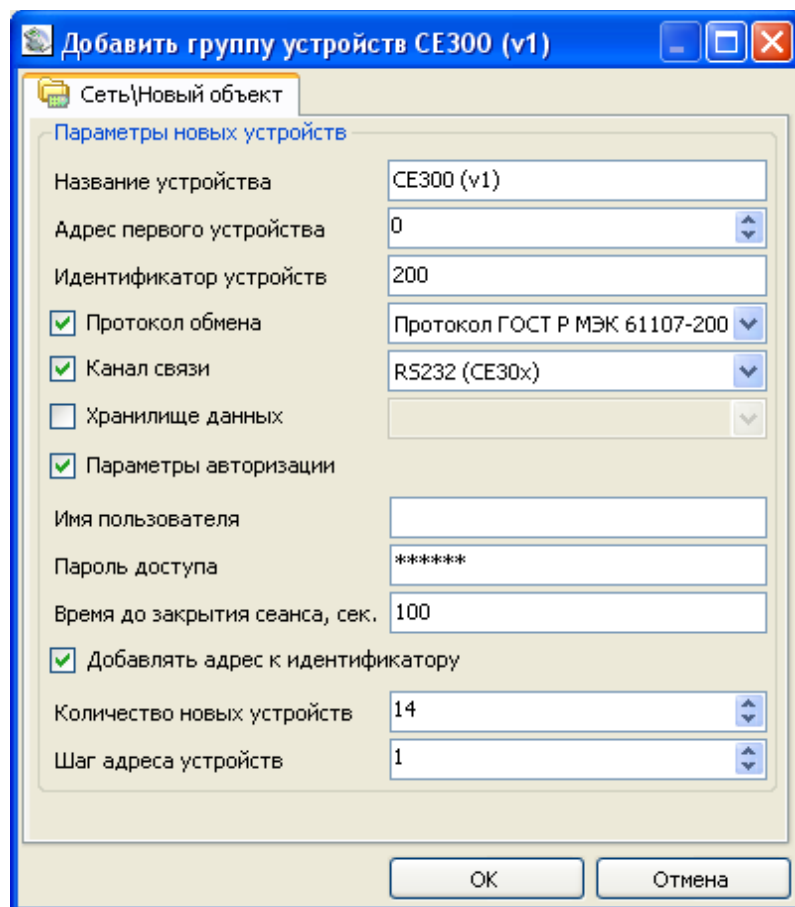 Добавить группу устройств CE300 (v1)
Сеть\Новый объект
Параметры новых устройств
Название устройства CE300 (v1)
Адрес первого устройства 0
Идентификатор устройств 200
Протокол обмена Протокол ГОСТ Р МЭК 61107-200
Канал связи RS232 (CE30x)
Хранилище данных
Параметры авторизации
Имя пользователя
Пароль доступа ******
Время до закрытия сеанса, сек. 100
Добавлять адрес к идентификатору
Количество новых устройств 14
Шаг адреса устройств 1
OK Отмена